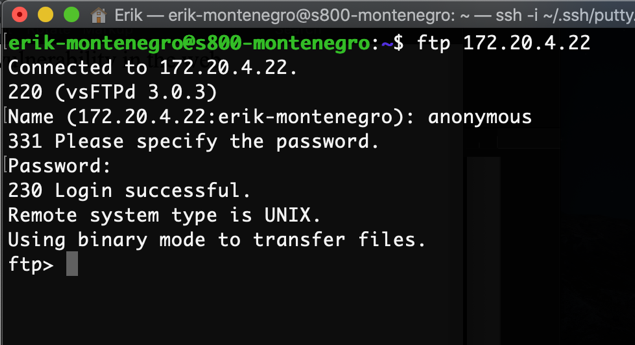 Erik — erik-montenegro@s800-montenegro: ~ — ssh -i ~/.ssh/putty.
erik-montenegro@s800-montenegro:~$ ftp 172.20.4.22
Connected to 172.20.4.22.
220 (vsFTPd 3.0.3)
Name (172.20.4.22:erik-montenegro): anonymous
331 Please specify the password.
Password:
230 Login successful.
Remote system type is UNIX.
Using binary mode to transfer files.
ftp>